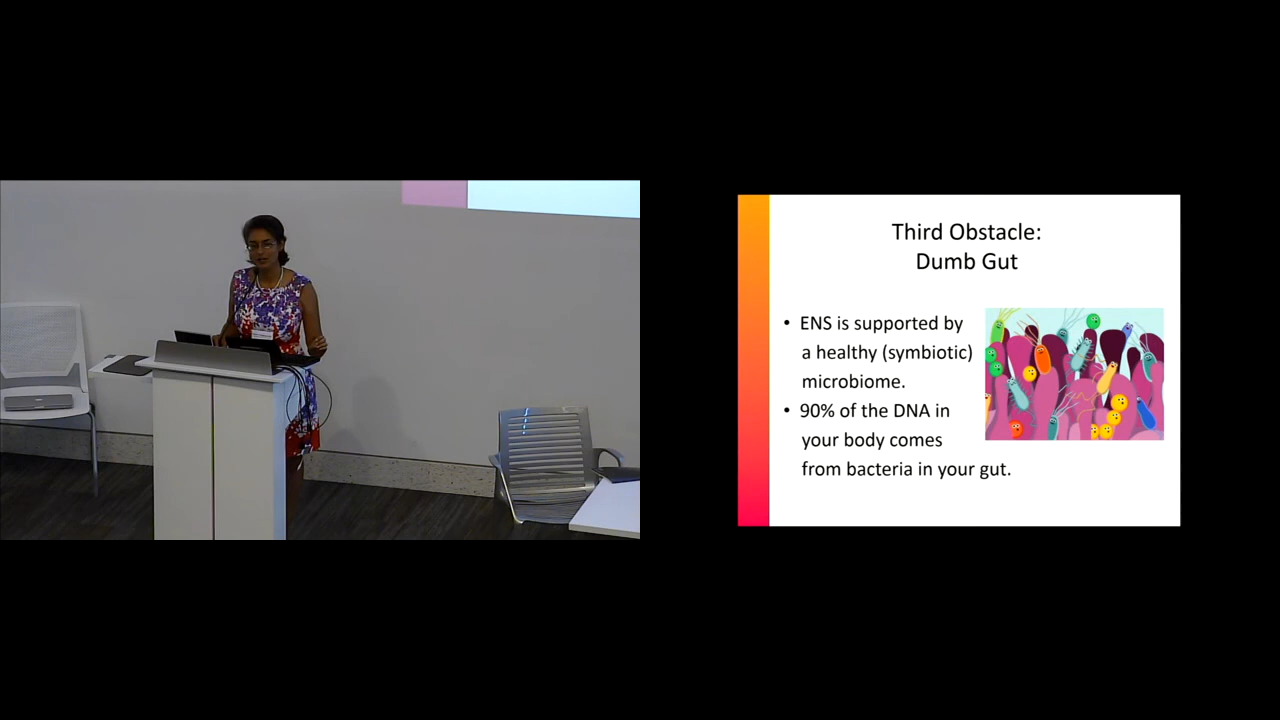 Third Obstacle:
Dumb Gut
• ENS is supported by
a healthy (symbiotic)
microbiome.
• 90% of the DNA in
your body comes
from bacteria in your gut.